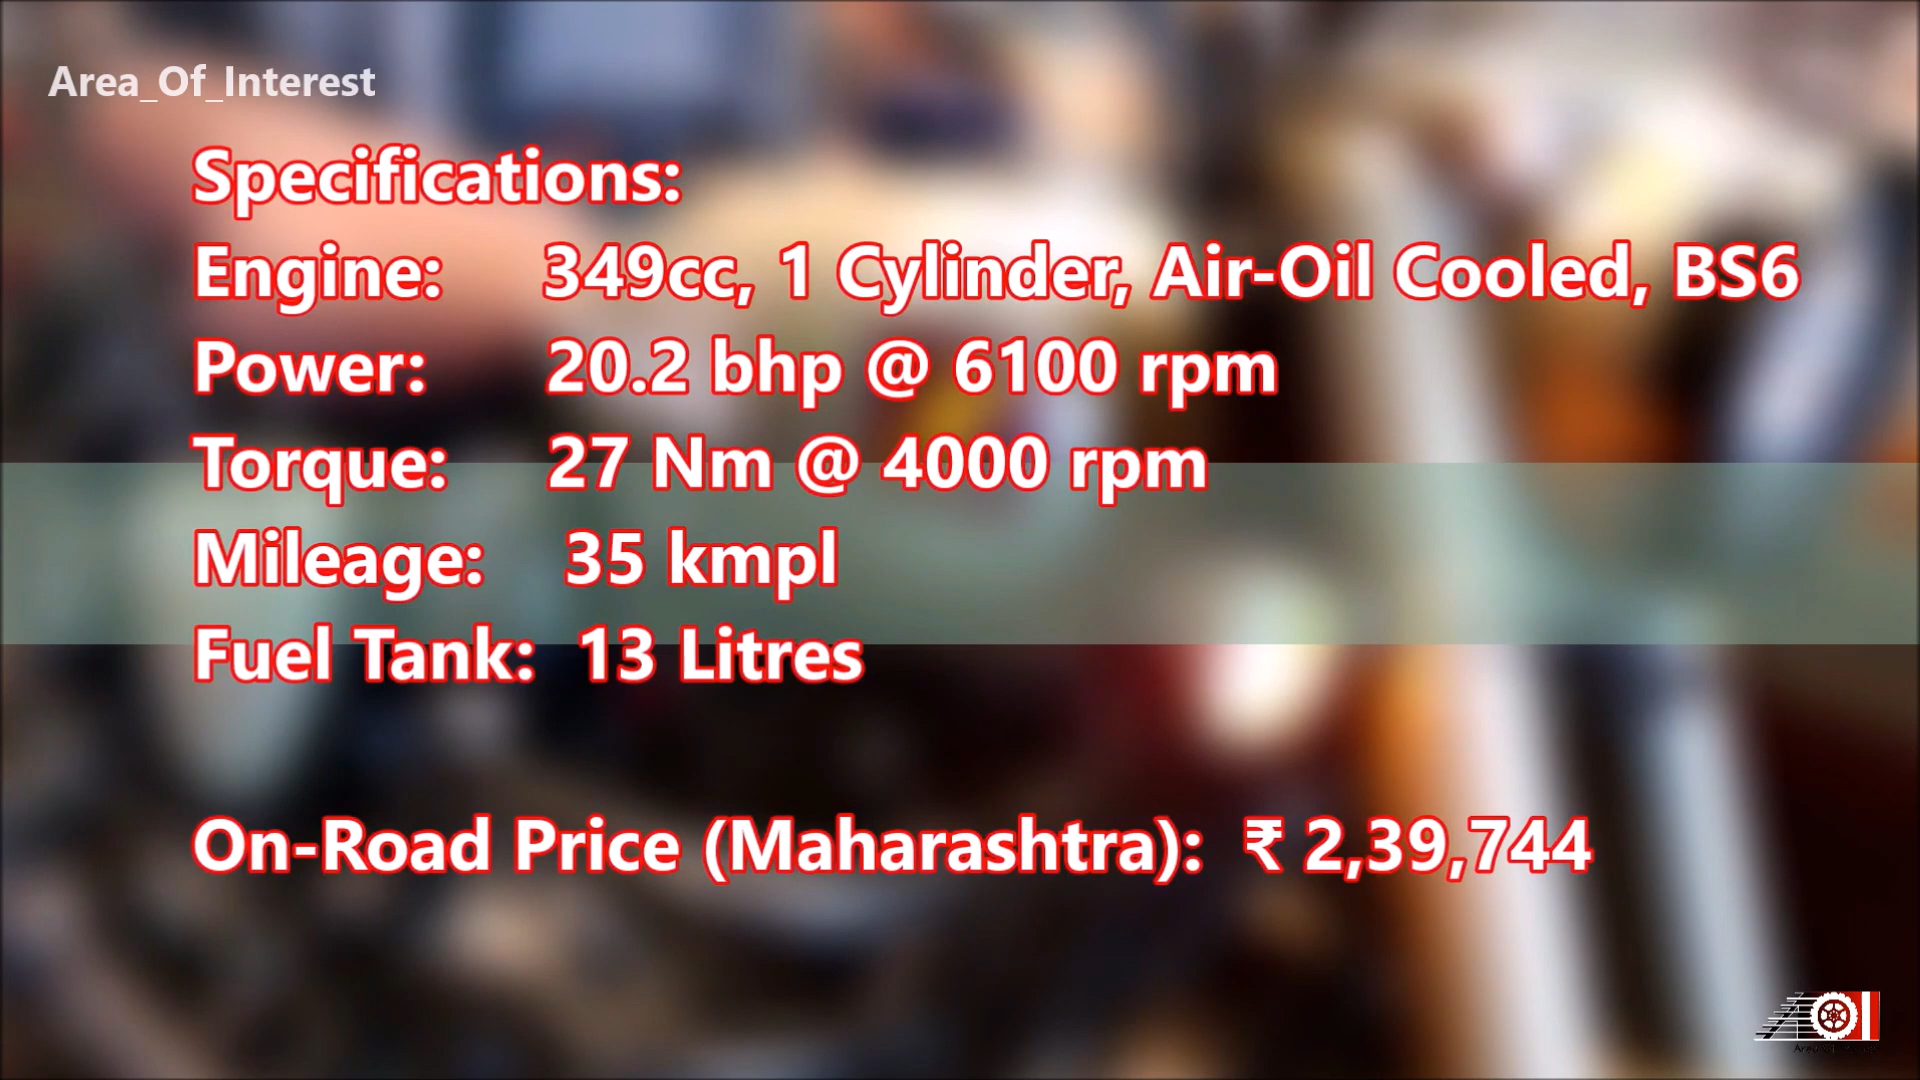 Area_Of_Interest
Specifications:
Engine: 349cc, 1 Cylinder, Air-Oil Cooled, BS6
Power: 20.2 bhp @ 6100 rpm
Torque: 27 Nm @ 4000 rpm
Mileage: 35 kmpl
Fuel Tank: 13 Litres
On-Road Price (Maharashtra): ₹ 2,39,744